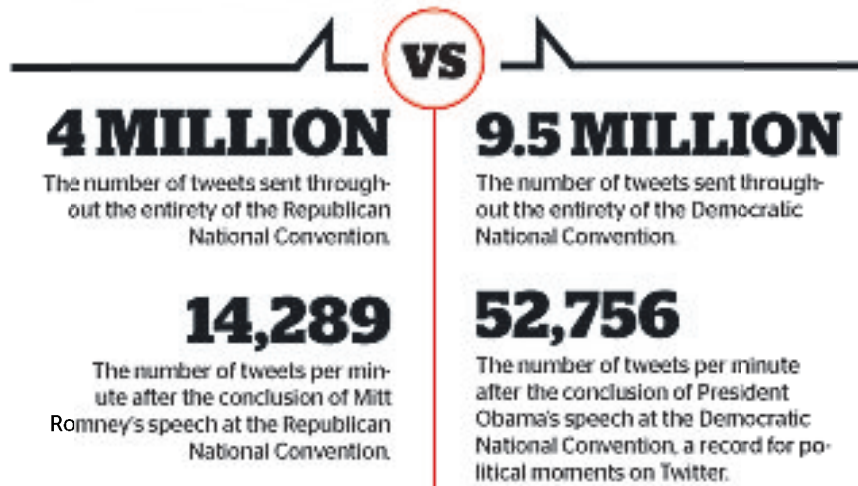 VS
4 MILLION
The number of tweets sent through-
out the entirety of the Republican
National Convention.
14,289
The number of tweets per min-
ute after the conclusion of Mitt
Romney's speech at the Republican
National Convention.
9.5 MILLION
The number of tweets sent through-
out the entirety of the Democratic
National Convention.
52,756
The number of tweets per minute
after the conclusion of President
Obama's speech at the Democratic
National Convention, a record for po-
litical moments on Twitter.